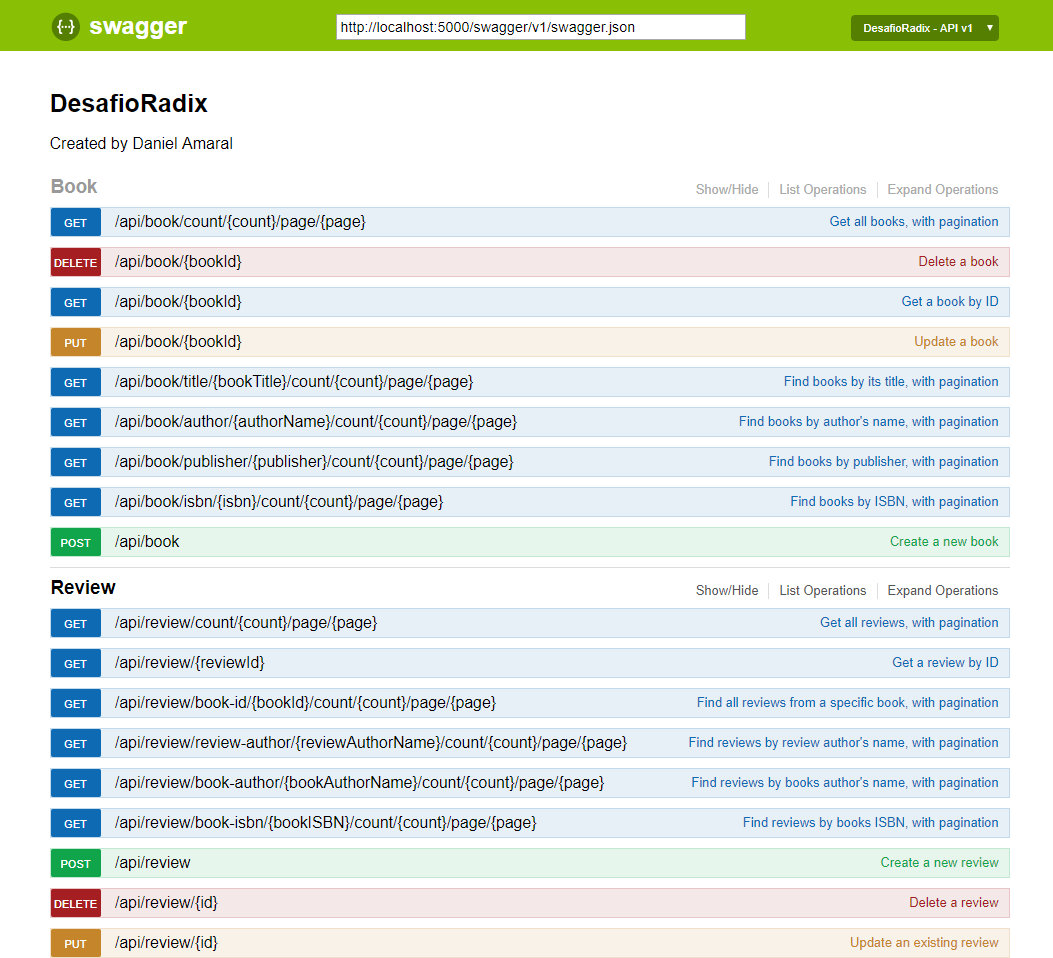 {··} swagger http://localhost:5000/swagger/v1/swagger.json DesafioRadix - API v1
DesafioRadix
Created by Daniel Amaral
Book Show/Hide List Operations Expand Operations
GET /api/book/count/{count}/page/{page} Get all books, with pagination
DELETE /api/book/{bookId} Delete a book
GET /api/book/{bookId} Get a book by ID
PUT /api/book/{bookId} Update a book
GET /api/book/title/{bookTitle}/count/{count}/page/{page} Find books by its title, with pagination
GET /api/book/author/{authorName}/count/{count}/page/{page} Find books by author's name, with pagination
GET /api/book/publisher/{publisher}/count/{count}/page/{page} Find books by publisher, with pagination
GET /api/book/isbn/{isbn}/count/{count}/page/{page} Find books by ISBN, with pagination
POST /api/book Create a new book
Review Show/Hide List Operations Expand Operations
GET /api/review/count/{count}/page/{page} Get all reviews, with pagination
GET /api/review/{reviewId} Get a review by ID
GET /api/review/book-id/{bookId}/count/{count}/page/{page} Find all reviews from a specific book, with pagination
GET /api/review/review-author/{reviewAuthorName}/count/{count}/page/{page} Find reviews by review author's name, with pagination
GET /api/review/book-author/{bookAuthorName}/count/{count}/page/{page} Find reviews by books author's name, with pagination
GET /api/review/book-isbn/{bookISBN}/count/{count}/page/{page} Find reviews by books ISBN, with pagination
POST /api/review Create a new review
DELETE /api/review/{id} Delete a review
PUT /api/review/{id} Update an existing review